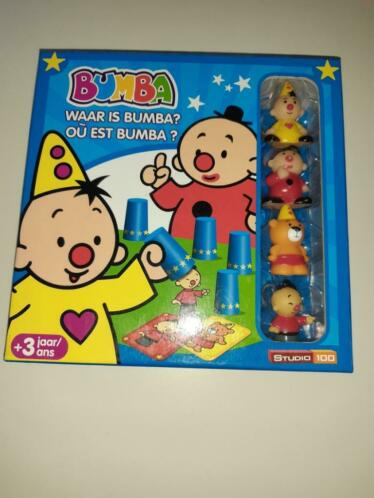 BUMBA
WAAR IS BUMBA?
OÙ EST BUMBA ?
+3 jaar/
ans
STUDIO 100